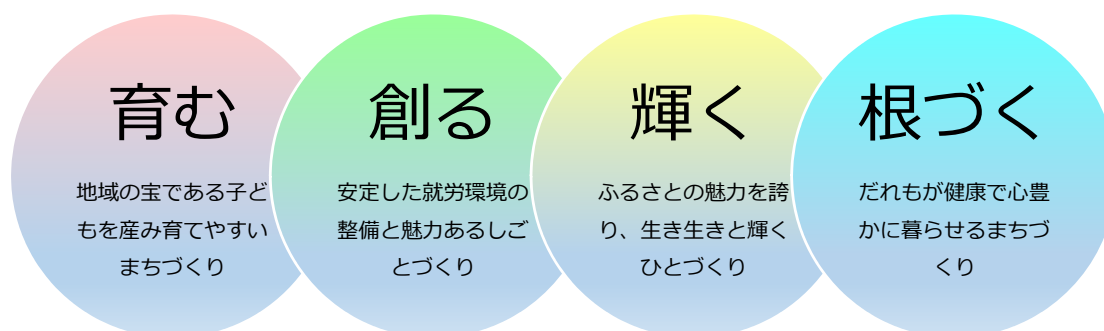 育む
地域の宝である子ど
もを産み育てやすい
まちづくり
創る
安定した就労環境の
整備と魅力あるしご
とづくり
輝く
ふるさとの魅力を誇
り、生き生きと輝く
ひとづくり
根づく
だれもが健康で心豊
かに暮らせるまちづ
くり